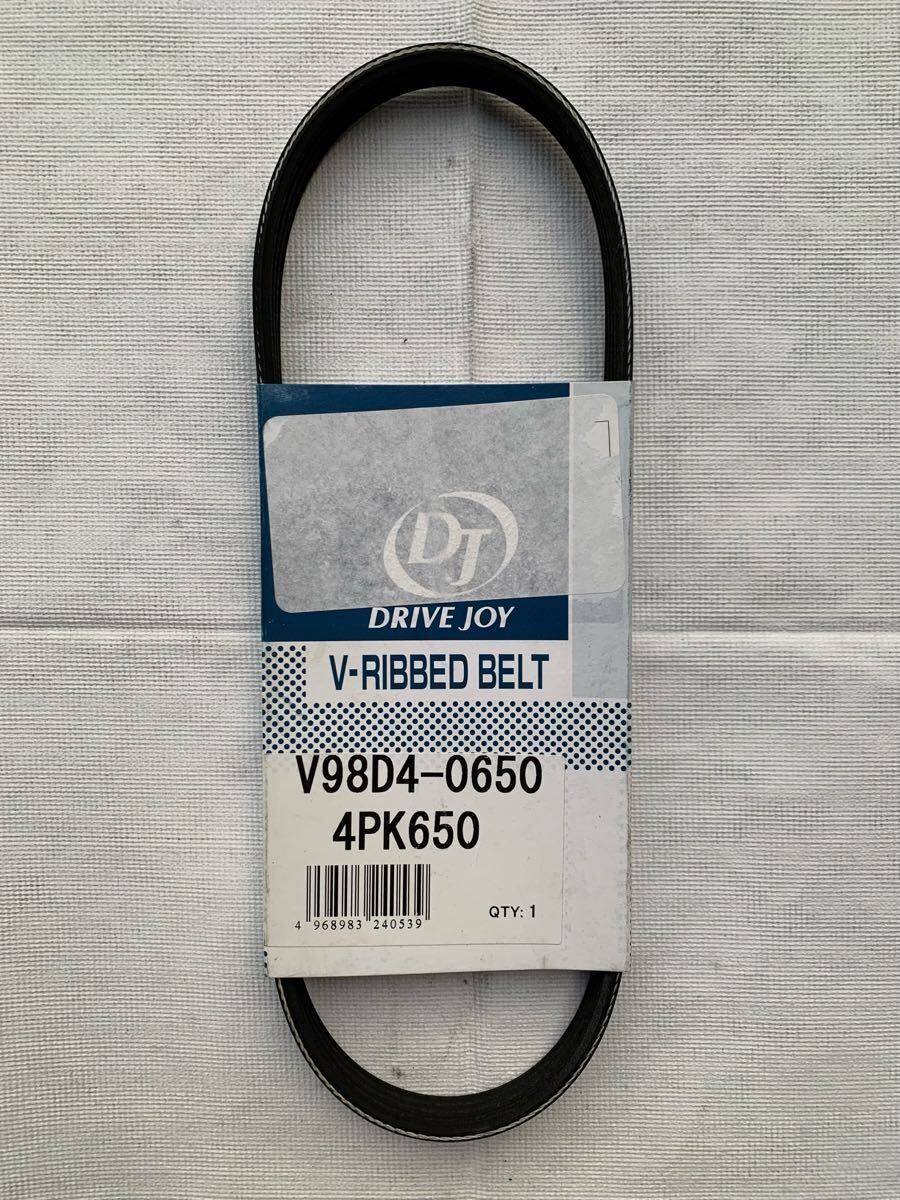 DJ
DRIVE JOY
V-RIBBED BELT
V98D4-0650
4PK650
QTY: 1
4 968983 240539